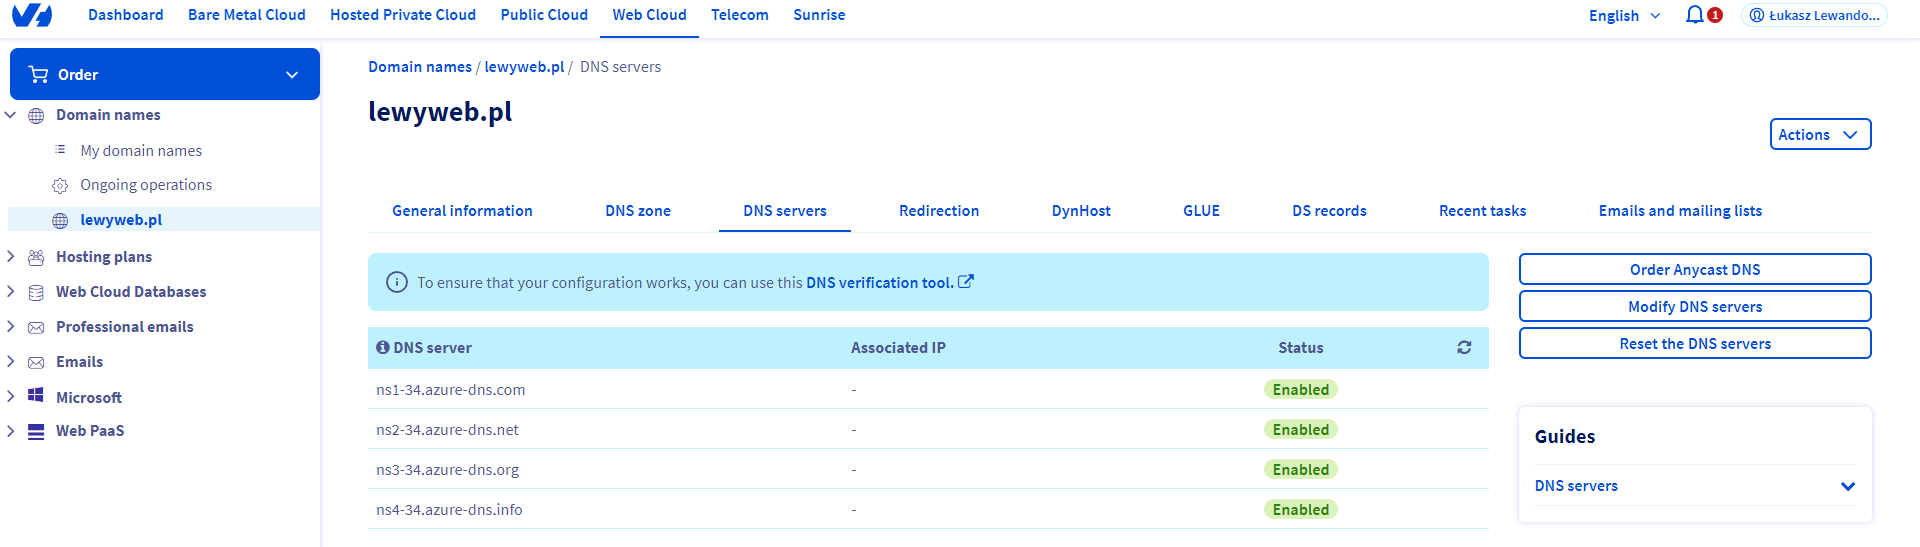 Dashboard Bare Metal Cloud Hosted Private Cloud Public Cloud Web Cloud Telecom Sunrise English 1 Łukasz Lewando...
Order
Domain names
My domain names
Ongoing operations
lewyweb.pl
Hosting plans
Web Cloud Databases
Professional emails
Emails
Microsoft
Web PaaS
Domain names / lewyweb.pl / DNS servers
lewyweb.pl
Actions
General information DNS zone DNS servers Redirection DynHost GLUE DS records Recent tasks Emails and mailing lists
To ensure that your configuration works, you can use this DNS verification tool.
DNS server Associated IP Status
ns1-34.azure-dns.com - Enabled
ns2-34.azure-dns.net - Enabled
ns3-34.azure-dns.org - Enabled
ns4-34.azure-dns.info - Enabled
Order Anycast DNS
Modify DNS servers
Reset the DNS servers
Guides
DNS servers